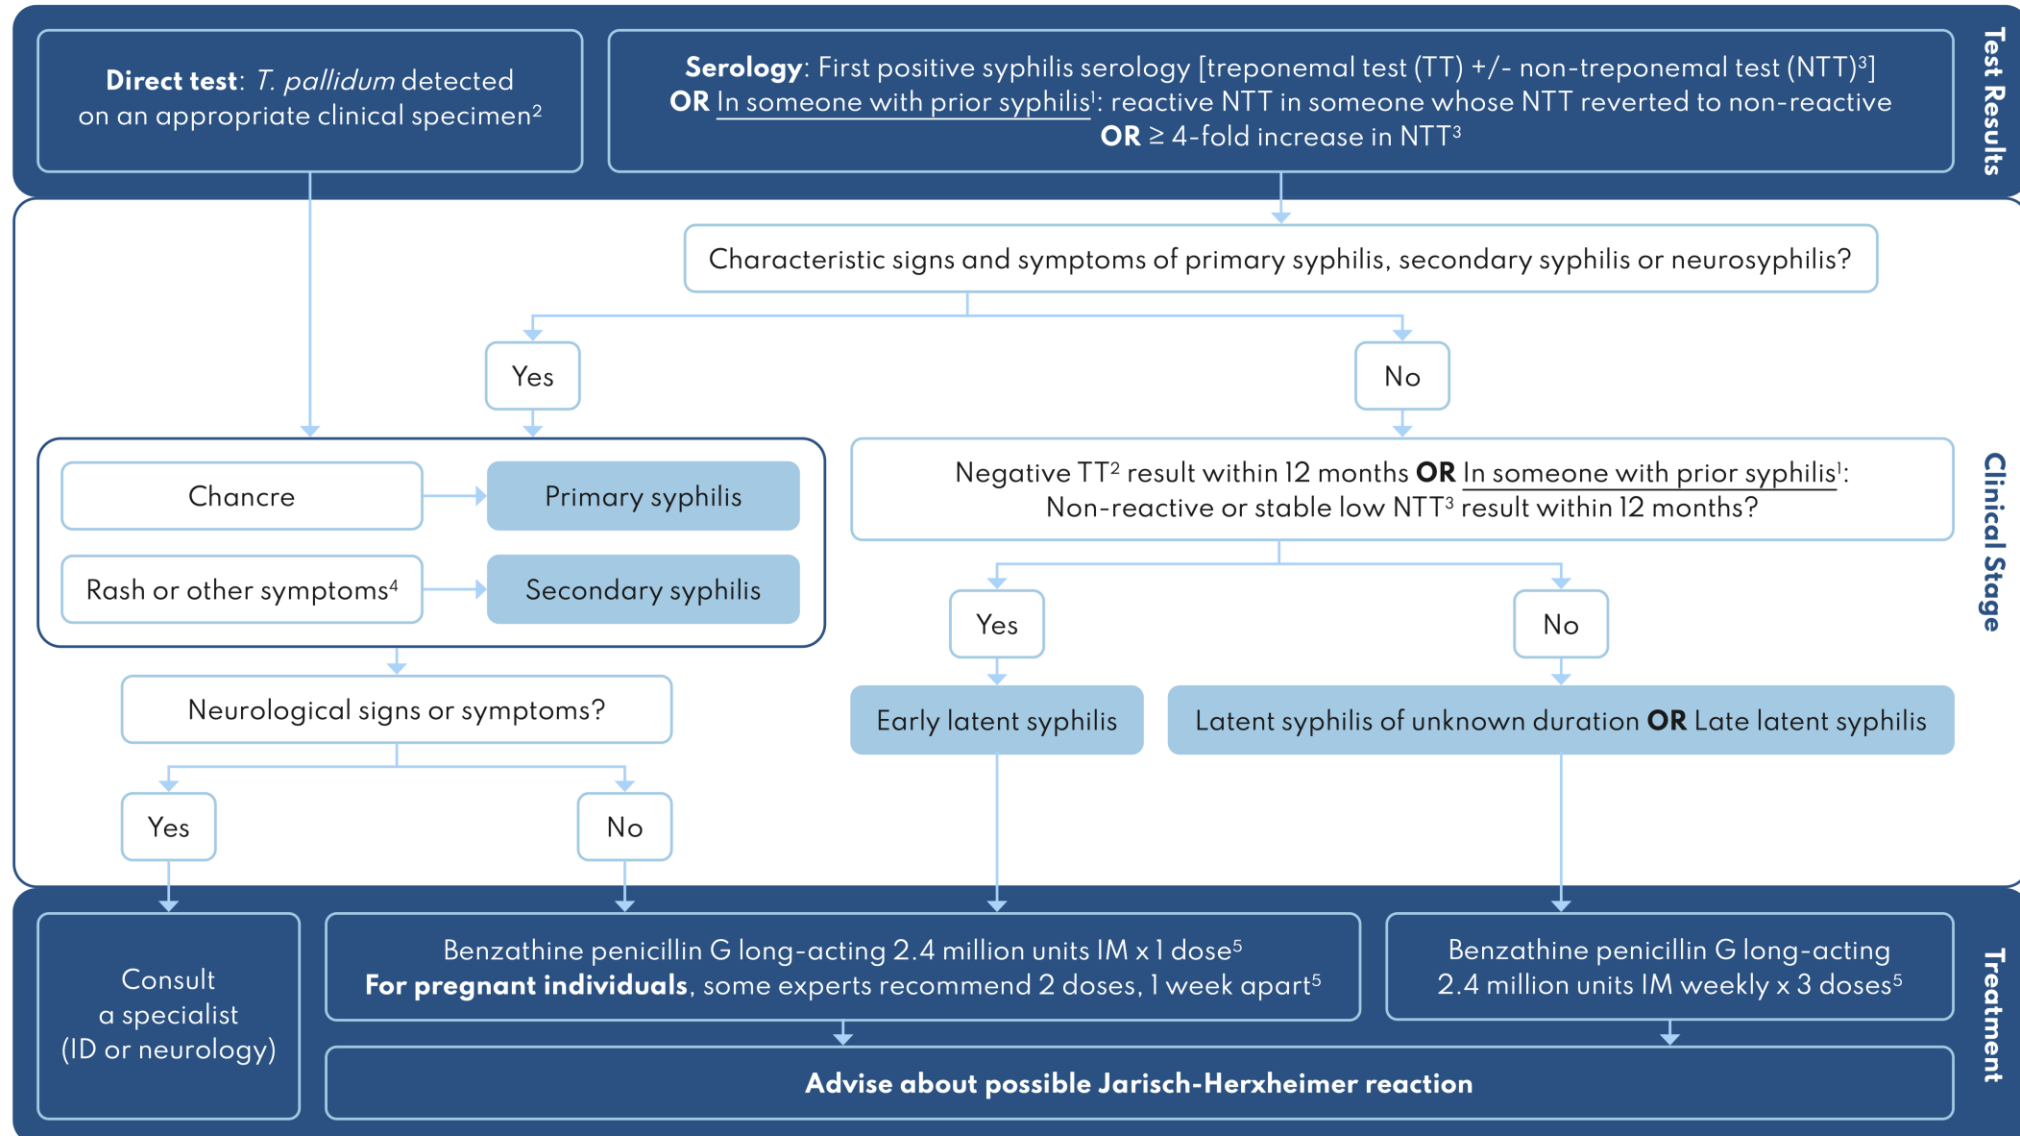 Direct test: T. pallidum detected
on an appropriate clinical specimen²
Serology: First positive syphilis serology [treponemal test (TT) +/- non-treponemal test (NTT)³]
OR In someone with prior syphilis¹: reactive NTT in someone whose NTT reverted to non-reactive
OR ≥ 4-fold increase in NTT³
Test Results
Characteristic signs and symptoms of primary syphilis, secondary syphilis or neurosyphilis?
Yes
No
Chancre
Primary syphilis
Rash or other symptoms⁴
Secondary syphilis
Negative TT² result within 12 months OR In someone with prior syphilis¹:
Non-reactive or stable low NTT³ result within 12 months?
Clinical Stage
Yes
No
Neurological signs or symptoms?
Early latent syphilis
Latent syphilis of unknown duration OR Late latent syphilis
Yes
No
Consult
a specialist
(ID or neurology)
Benzathine penicillin G long-acting 2.4 million units IM x 1 dose⁵
For pregnant individuals, some experts recommend 2 doses, 1 week apart⁵
Benzathine penicillin G long-acting
2.4 million units IM weekly x 3 doses⁵
Treatment
Advise about possible Jarisch-Herxheimer reaction